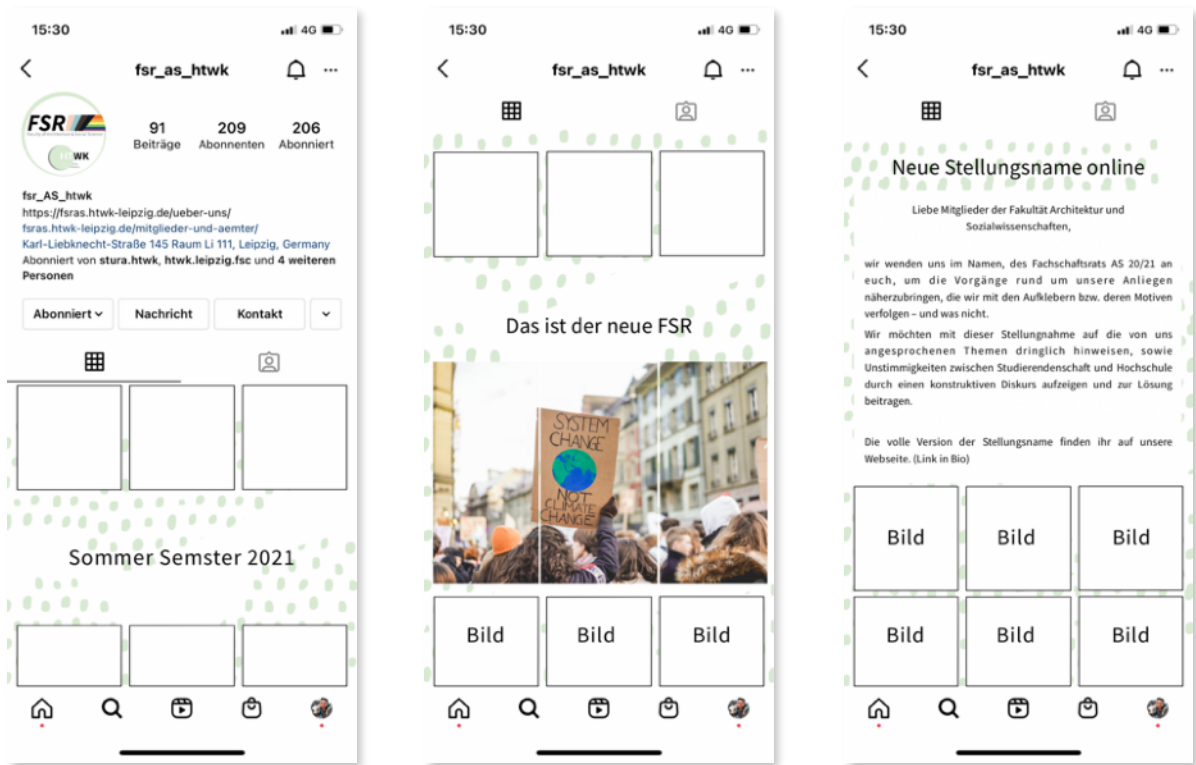 15:30
4G
fsr_as_htwk
FSR
WK
91
209
206
Beiträge
Abonnenten
Abonniert
fsr_AS_htwk
https://fsras.htwk-leipzig.de/ueber-uns/
fsras.htwk-leipzig.de/mitglieder-und-aemter/
Karl-Liebknecht-Straße 145 Raum Li 111, Leipzig, Germany
Abonniert von stura.htwk, htwk.leipzig.fsc und 4 weiteren
Personen
Abonniert
Nachricht
Kontakt
Sommer Semster 2021
15:30
4G
fsr_as_htwk
Das ist der neue FSR
SYSTEM
CHANGE
NOT
CLIMATE
CHANGE
Bild
Bild
Bild
15:30
4G
fsr_as_htwk
Neue Stellungsname online
Liebe Mitglieder der Fakultät Architektur und
Sozialwissenschaften,
wir wenden uns im Namen, des Fachschaftsrats AS 20/21 an
euch, um die Vorgänge rund um unsere Anliegen
näherzubringen, die wir mit den Aufklebern bzw. deren Motiven
verfolgen – und was nicht.
Wir möchten mit dieser Stellungnahme auf die von uns
angesprochenen Themen dringlich hinweisen, sowie
Unstimmigkeiten zwischen Studierendenschaft und Hochschule
durch einen konstruktiven Diskurs aufzeigen und zur Lösung
beitragen.
Die volle Version der Stellungsname finden ihr auf unsere
Webseite. (Link in Bio)
Bild
Bild
Bild
Bild
Bild
Bild